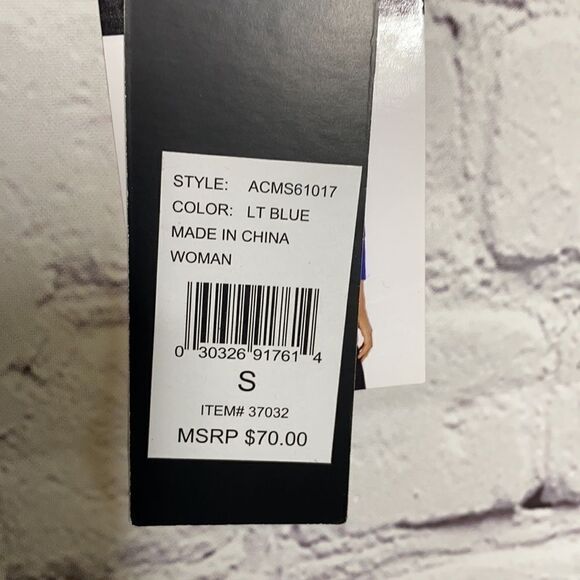 STYLE: ACMS61017
COLOR: LT BLUE
MADE IN CHINA
WOMAN
0 30326 91761 4
S
ITEM# 37032
MSRP $70.00